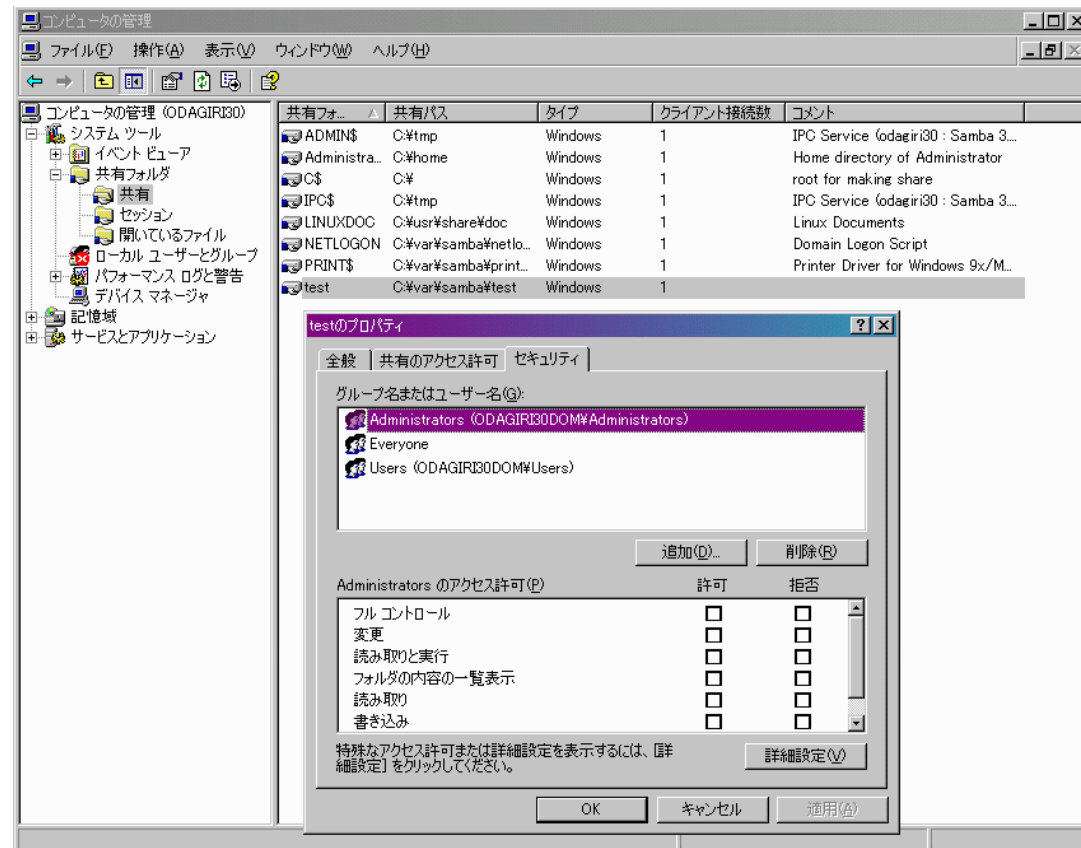 コンピュータの管理
ファイル(F) 操作(A) 表示(V) ウィンドウ(W) ヘルプ(H)
コンピュータの管理 (ODAGIRI30)
システム ツール
イベント ビューア
共有フォルダ
共有
セッション
開いているファイル
ローカル ユーザーとグループ
パフォーマンス ログと警告
デバイス マネージャ
記憶域
サービスとアプリケーション
共有フォ... 共有パス タイプ クライアント接続数 コメント
ADMIN$ C:¥tmp Windows 1 IPC Service (odagiri30 : Samba 3....
Administra... C:¥home Windows 1 Home directory of Administrator
C$ C:¥ Windows 1 root for making share
IPC$ C:¥tmp Windows 1 IPC Service (odagiri30 : Samba 3....
LINUXDOC C:¥usr¥share¥doc Windows 1 Linux Documents
NETLOGON C:¥var¥samba¥netlo... Windows 1 Domain Logon Script
PRINT$ C:¥var¥samba¥print... Windows 1 Printer Driver for Windows 9x/M...
test C:¥var¥samba¥test Windows 1
testのプロパティ
全般 共有のアクセス許可 セキュリティ
グループ名またはユーザー名(G):
Administrators (ODAGIRI30DOM¥Administrators)
Everyone
Users (ODAGIRI30DOM¥Users)
追加(D)... 削除(R)
Administrators のアクセス許可(P) 許可 拒否
フル コントロール
変更
読み取りと実行
フォルダの内容の一覧表示
読み取り
書き込み
特殊なアクセス許可または詳細設定を表示するには、[詳
細設定] をクリックしてください。
詳細設定(V)
OK キャンセル 適用(A)